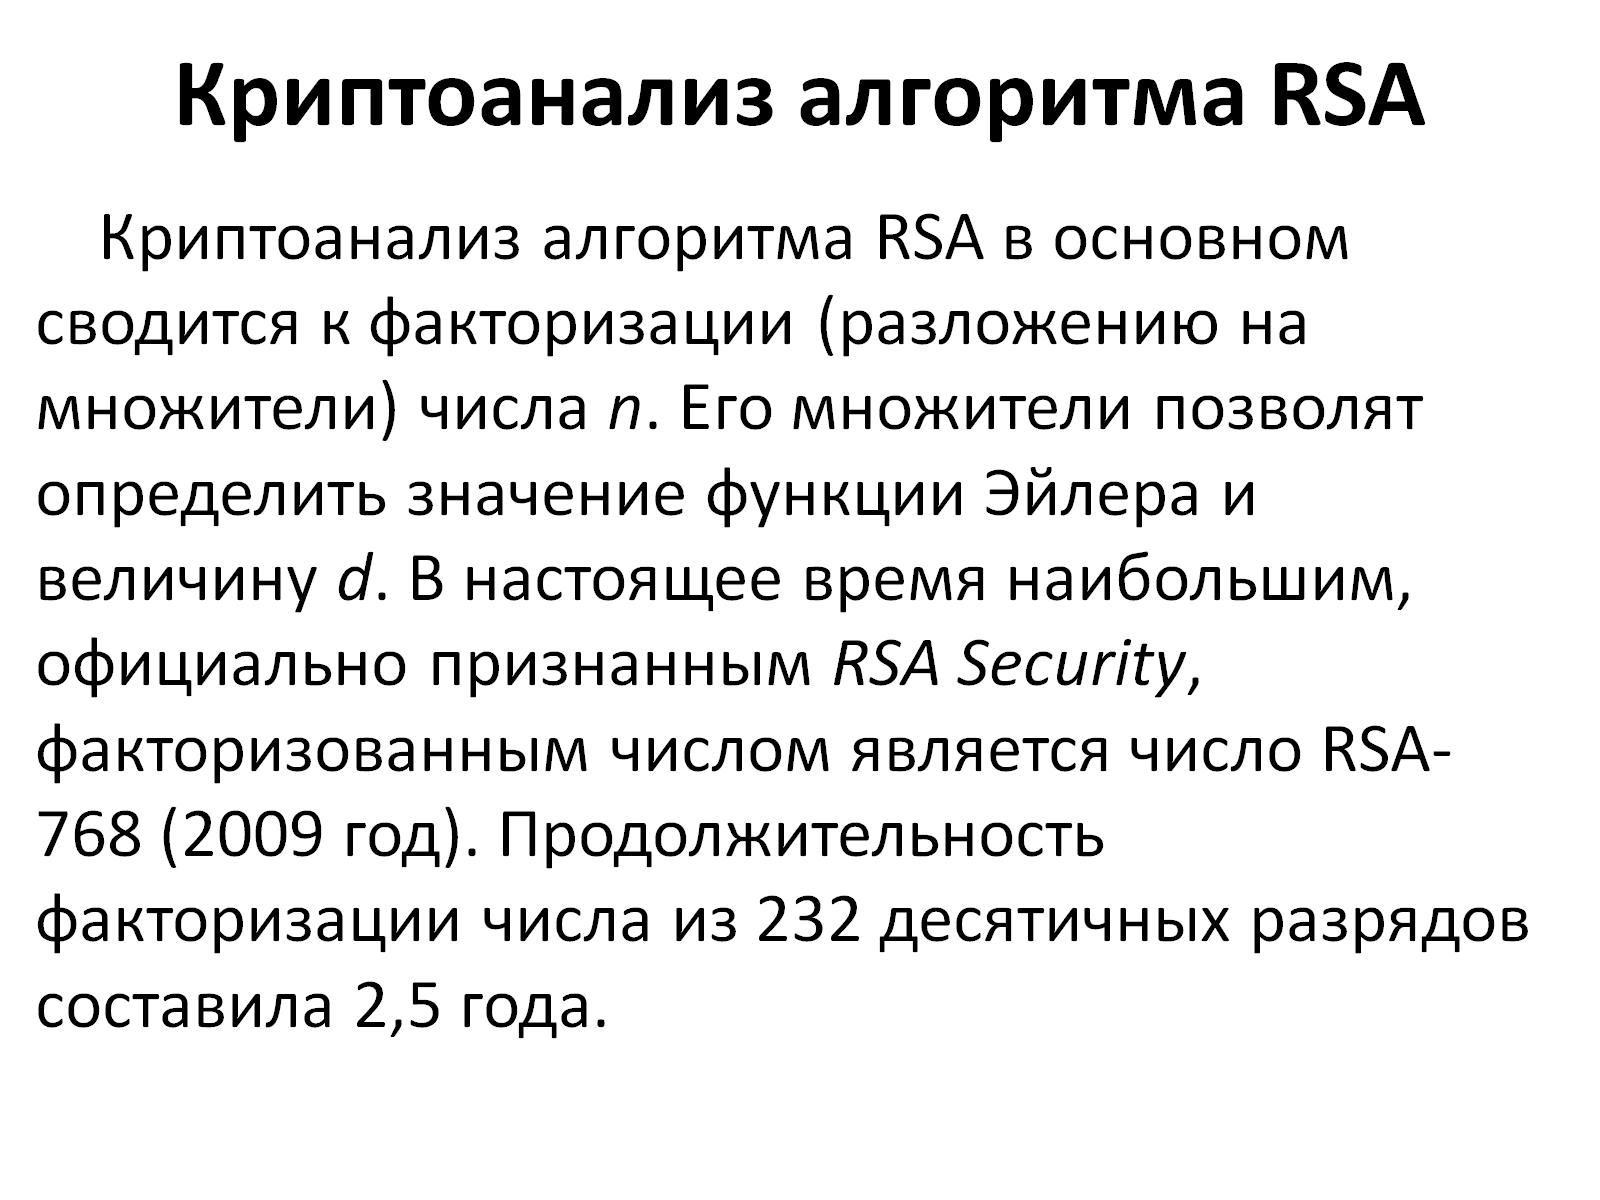 Криптоанализ алгоритма RSA
Криптоанализ алгоритма RSA в основном
сводится к факторизации (разложению на
множители) числа n. Его множители позволят
определить значение функции Эйлера и
величину d. В настоящее время наибольшим,
официально признанным RSA Security,
факторизованным числом является число RSA-
768 (2009 год). Продолжительность
факторизации числа из 232 десятичных разрядов
составила 2,5 года.